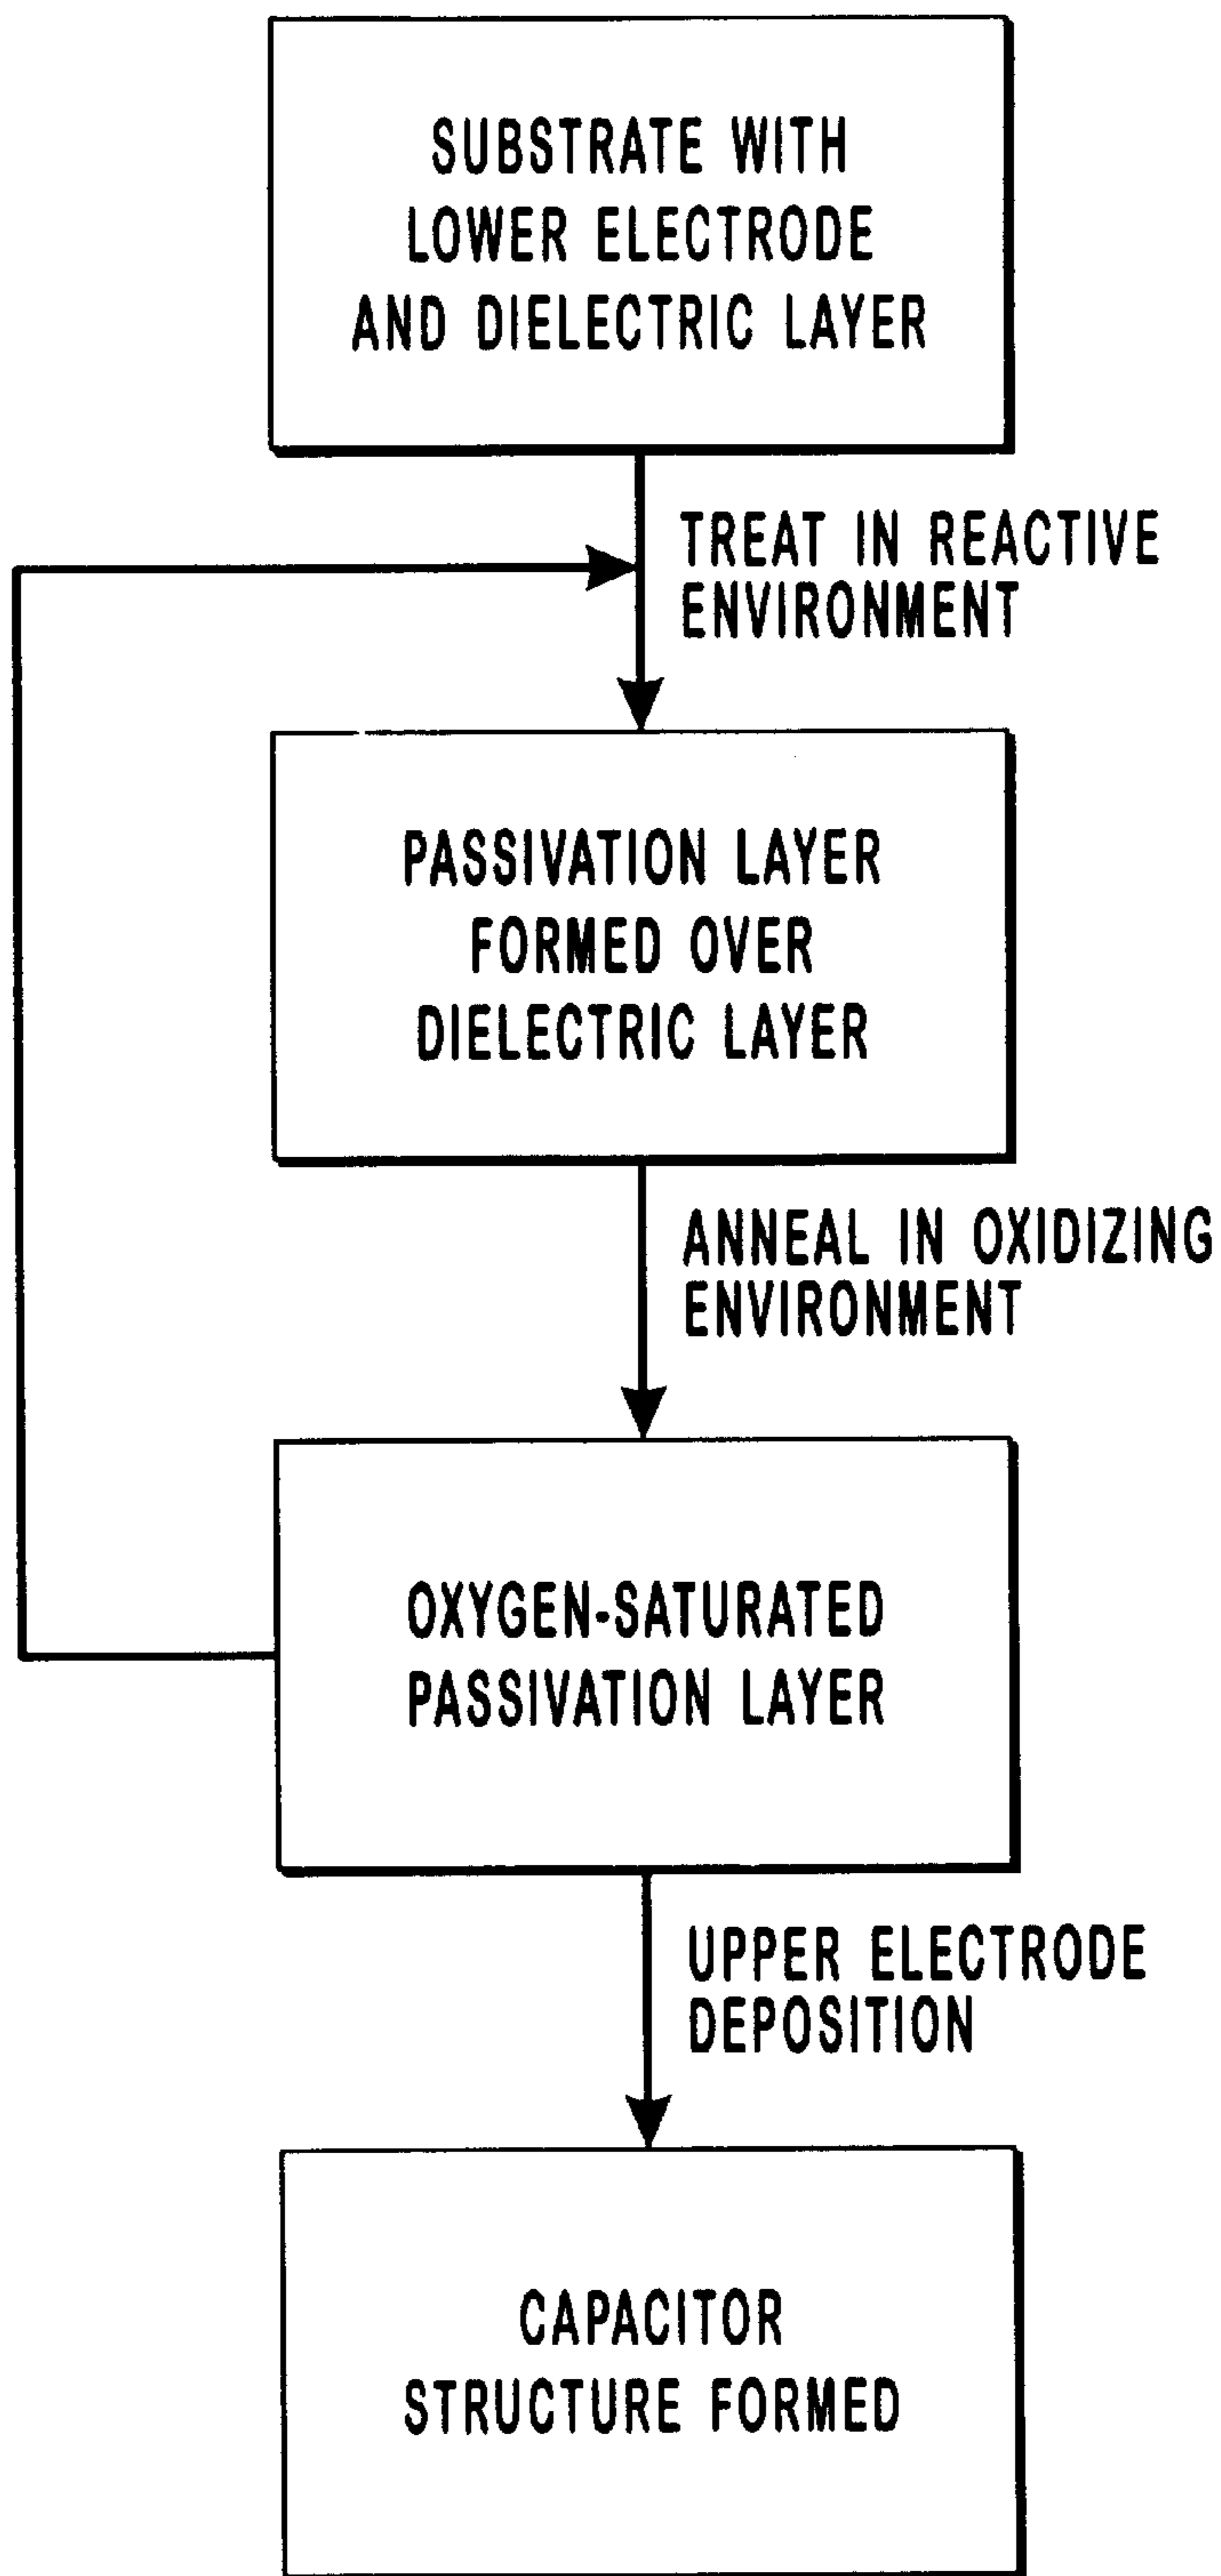 SUBSTRATE WITH
LOWER ELECTRODE
AND DIELECTRIC LAYER
TREAT IN REACTIVE
ENVIRONMENT
PASSIVATION LAYER
FORMED OVER
DIELECTRIC LAYER
ANNEAL IN OXIDIZING
ENVIRONMENT
OXYGEN-SATURATED
PASSIVATION LAYER
UPPER ELECTRODE
DEPOSITION
CAPACITOR
STRUCTURE FORMED